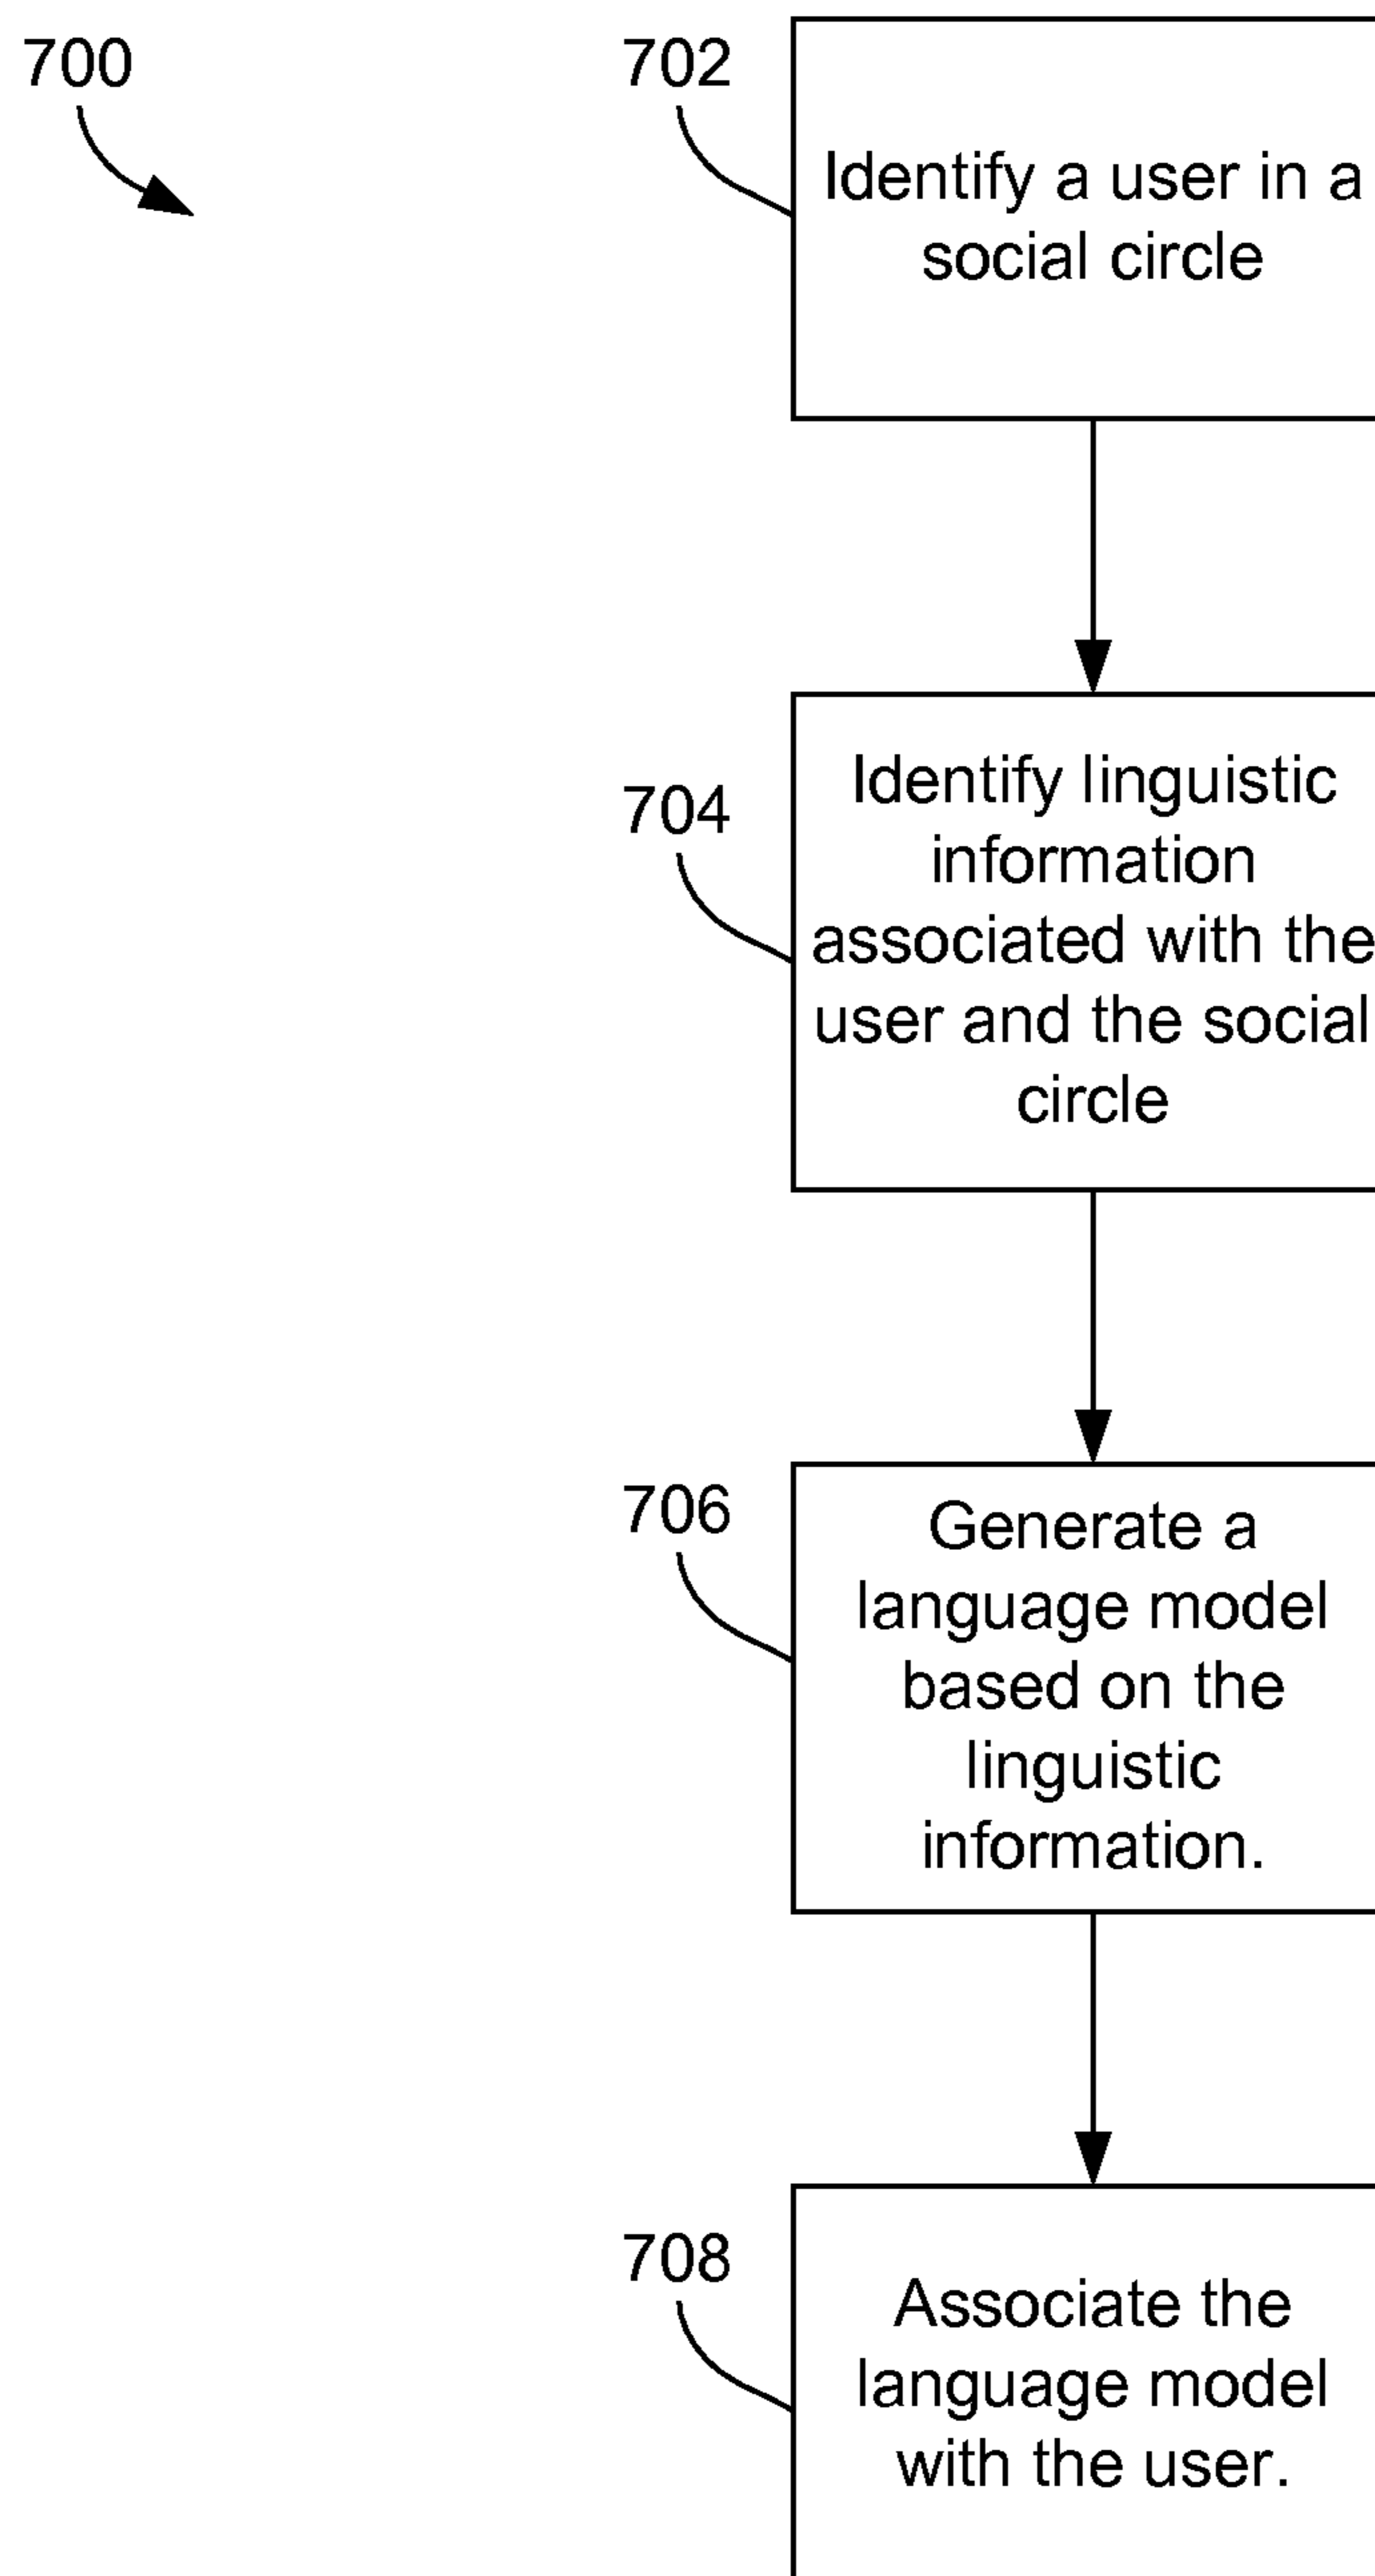 700
702
Identify a user in a
social circle
704
Identify linguistic
information
associated with the
user and the social
circle
706
Generate a
language model
based on the
linguistic
information.
708
Associate the
language model
with the user.